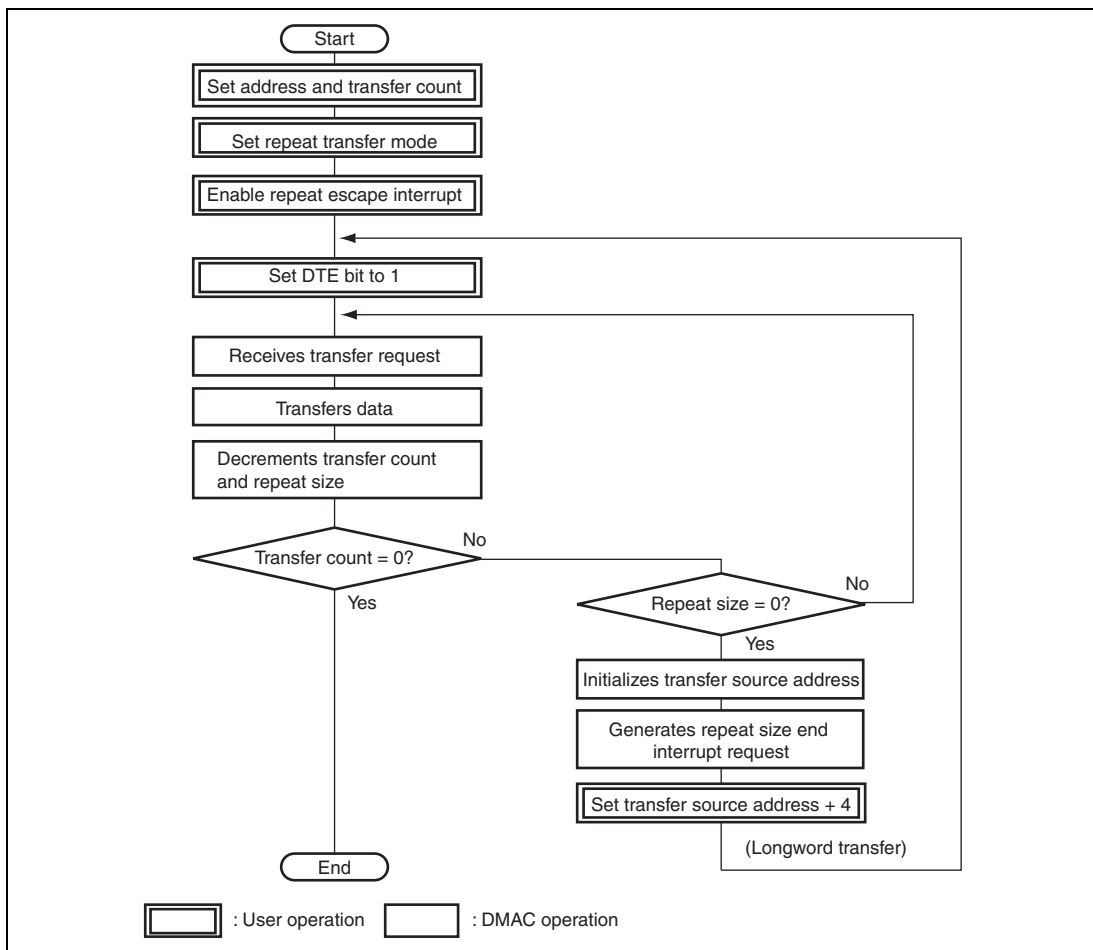 Start
Set address and transfer count
Set repeat transfer mode
Enable repeat escape interrupt
Set DTE bit to 1
Receives transfer request
Transfers data
Decrements transfer count
and repeat size
Transfer count = 0?
No
Yes
Repeat size = 0?
No
Yes
Initializes transfer source address
Generates repeat size end
interrupt request
Set transfer source address + 4
(Longword transfer)
End
: User operation
: DMAC operation